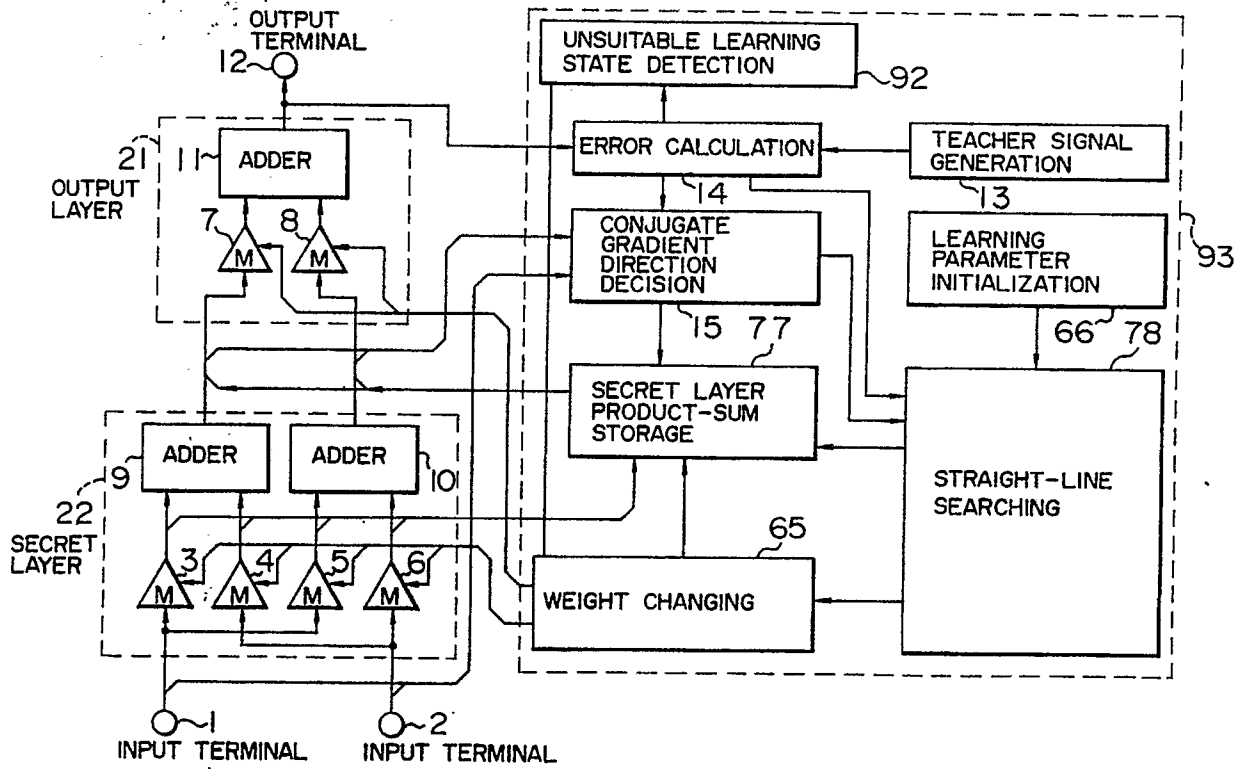 OUTPUT
TERMINAL
12
UNSUITABLE LEARNING
STATE DETECTION
92
21
11
ADDER
OUTPUT
LAYER
7
8
M
M
ERROR CALCULATION
14
TEACHER SIGNAL
GENERATION
13
CONJUGATE
GRADIENT
DIRECTION
DECISION
15
LEARNING
PARAMETER
INITIALIZATION
66
93
77
78
SECRET LAYER
PRODUCT-SUM
STORAGE
STRAIGHT-LINE
SEARCHING
ADDER
ADDER
9
10
22
SECRET
LAYER
3
4
5
6
M
M
M
M
65
WEIGHT CHANGING
1
2
INPUT TERMINAL
INPUT TERMINAL